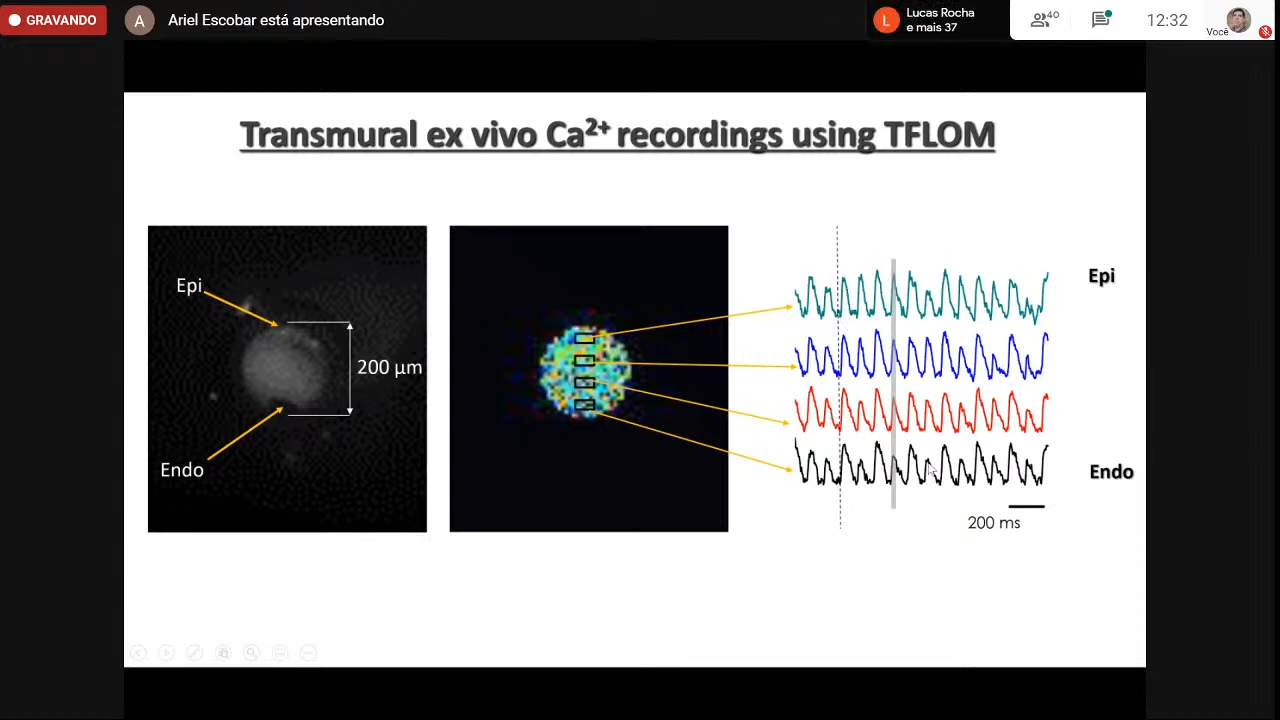 GRAVANDO
A
Ariel Escobar está apresentando
L
Lucas Rocha
e mais 37
40
12:32
Você
Transmural ex vivo Ca²⁺ recordings using TFLOM
Epi
200 µm
Endo
Epi
Endo
200 ms